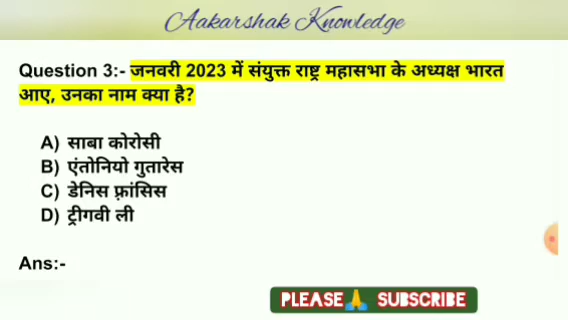 Aakarshak Knowledge
Question 3:- जनवरी 2023 में संयुक्त राष्ट्र महासभा के अध्यक्ष भारत
आए, उनका नाम क्या है?
A) साबा कोरोसी
B) एंतोनियो गुतारेस
C) डेनिस फ़्रांसिस
D) ट्रीगवी ली
Ans:-
PLEASE🙏 SUBSCRIBE